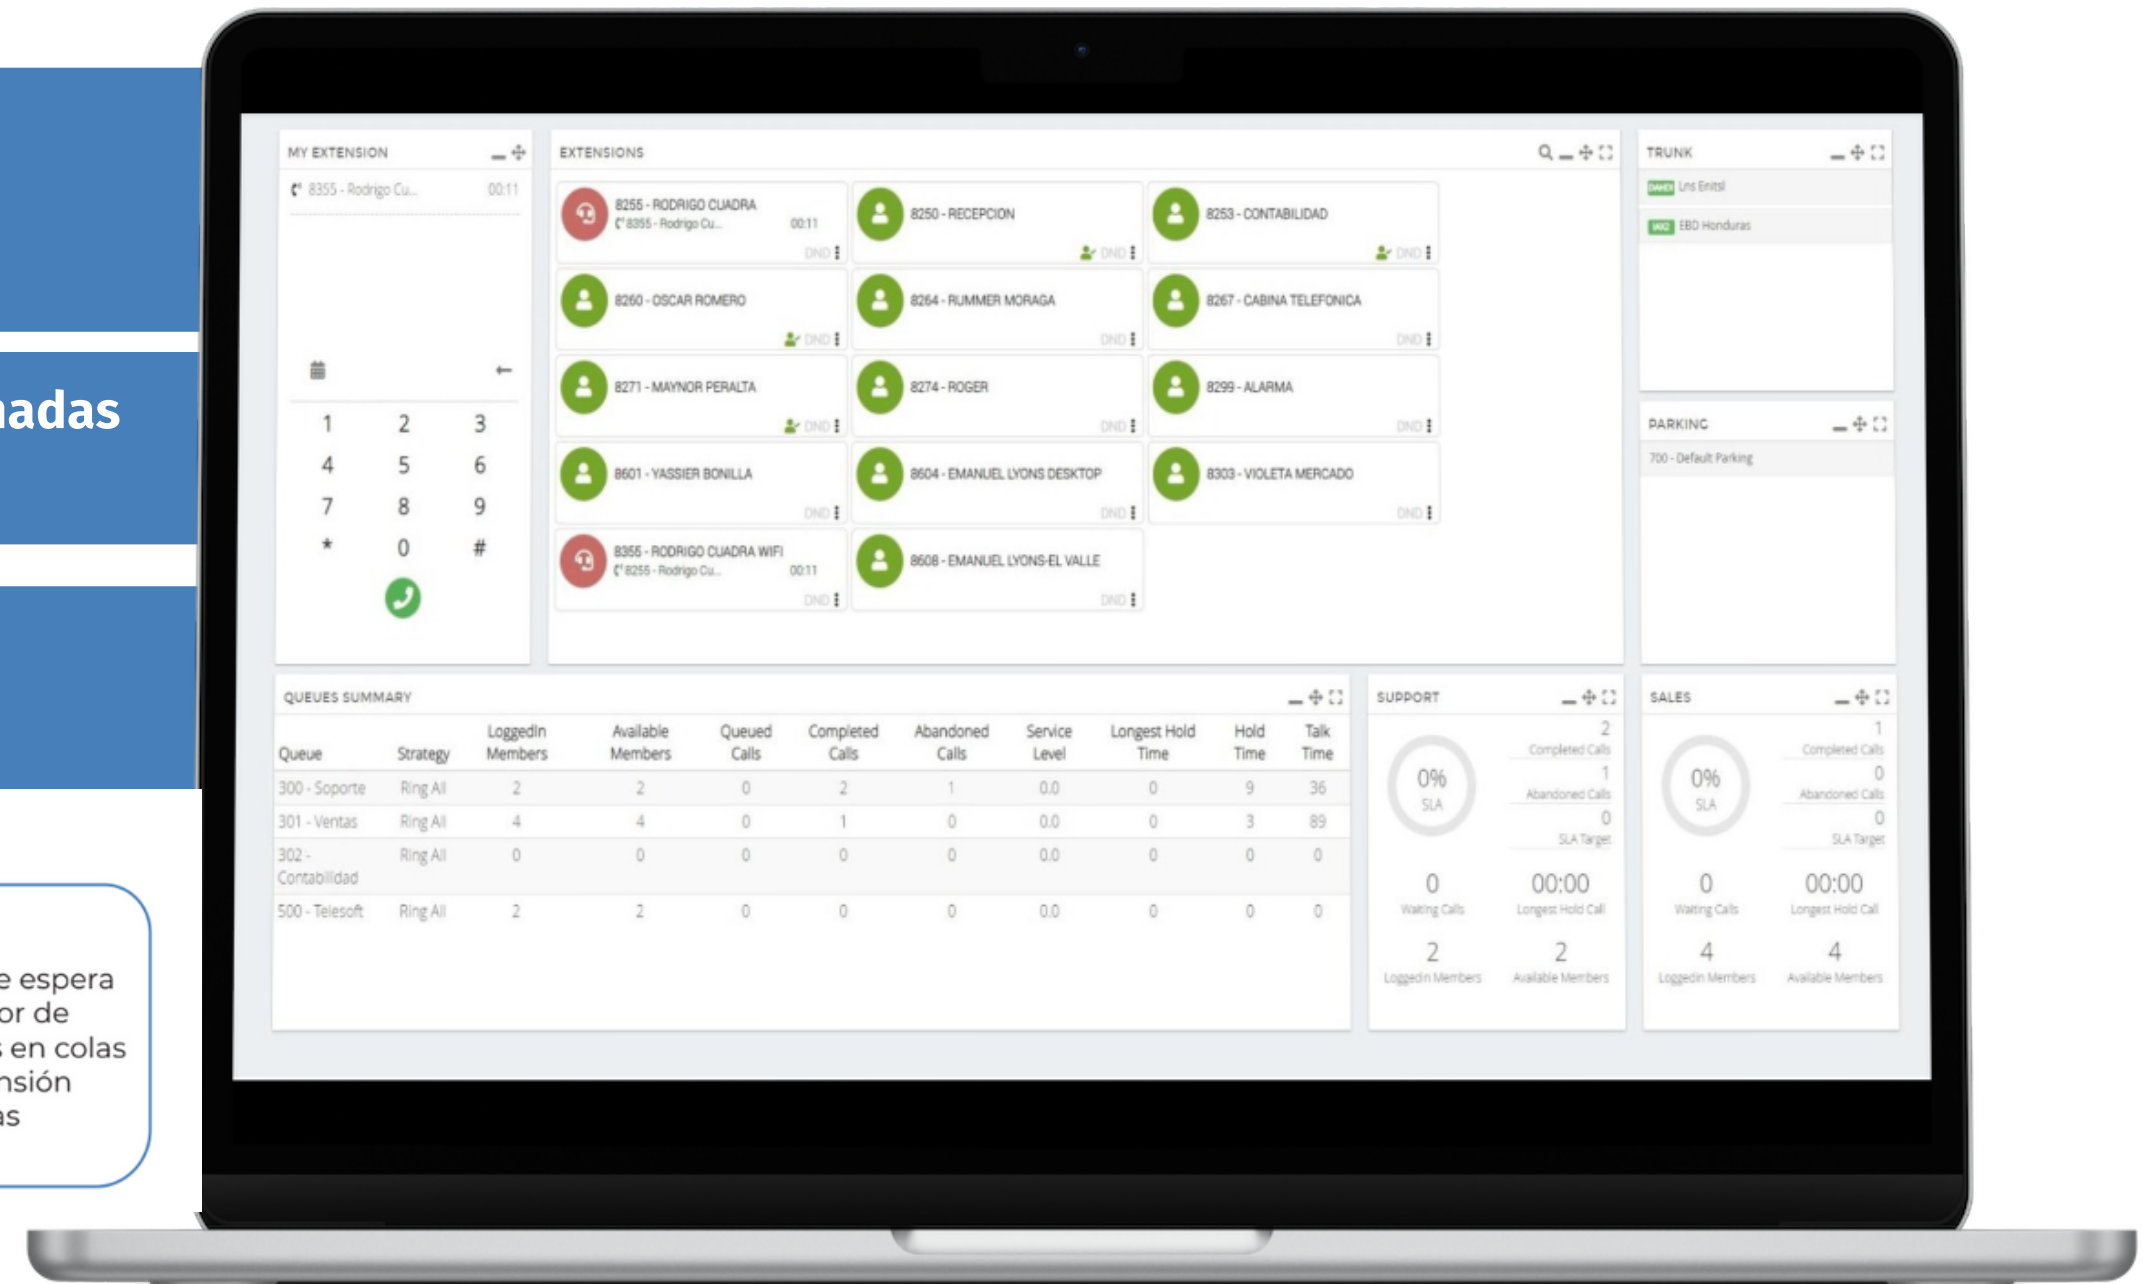 nadas
e espera
or de
s en colas
nsión
as
MY EXTENSION
8355 - Rodrigo Cu... 00:11
1 2 3
4 5 6
7 8 9
* 0 #
EXTENSIONS
8255 - RODRIGO CUADRA
8355 - Rodrigo Cu... 00:11
DND
8250 - RECEPCION
DND
8253 - CONTABILIDAD
DND
8260 - OSCAR ROMERO
DND
8264 - RUMMER MORAGA
DND
8267 - CABINA TELEFONICA
DND
8271 - MAYNOR PERALTA
DND
8274 - ROGER
DND
8299 - ALARMA
DND
8601 - YASSIER BONILLA
DND
8604 - EMANUEL LYONS DESKTOP
DND
8303 - VIOLETA MERCADO
DND
8355 - RODRIGO CUADRA WIFI
8255 - Rodrigo Cu... 00:11
DND
8608 - EMANUEL LYONS-EL VALLE
DND
TRUNK
DAHDI Lns Enitsl
IAX2 EBD Honduras
PARKING
700 - Default Parking
QUEUES SUMMARY
Queue Strategy LoggedIn Members Available Members Queued Calls Completed Calls Abandoned Calls Service Level Longest Hold Time Hold Time Talk Time
300 - Soporte Ring All 2 2 0 2 1 0.0 0 9 36
301 - Ventas Ring All 4 4 0 1 0 0.0 0 3 89
302 - Contabilidad Ring All 0 0 0 0 0 0.0 0 0 0
500 - Telesoft Ring All 2 2 0 0 0 0.0 0 0 0
SUPPORT
0%
SLA
2
Completed Calls
1
Abandoned Calls
0
SLA Target
0 00:00
Waiting Calls Longest Hold Call
2 2
LoggedIn Members Available Members
SALES
0%
SLA
1
Completed Calls
0
Abandoned Calls
0
SLA Target
0 00:00
Waiting Calls Longest Hold Call
4 4
LoggedIn Members Available Members